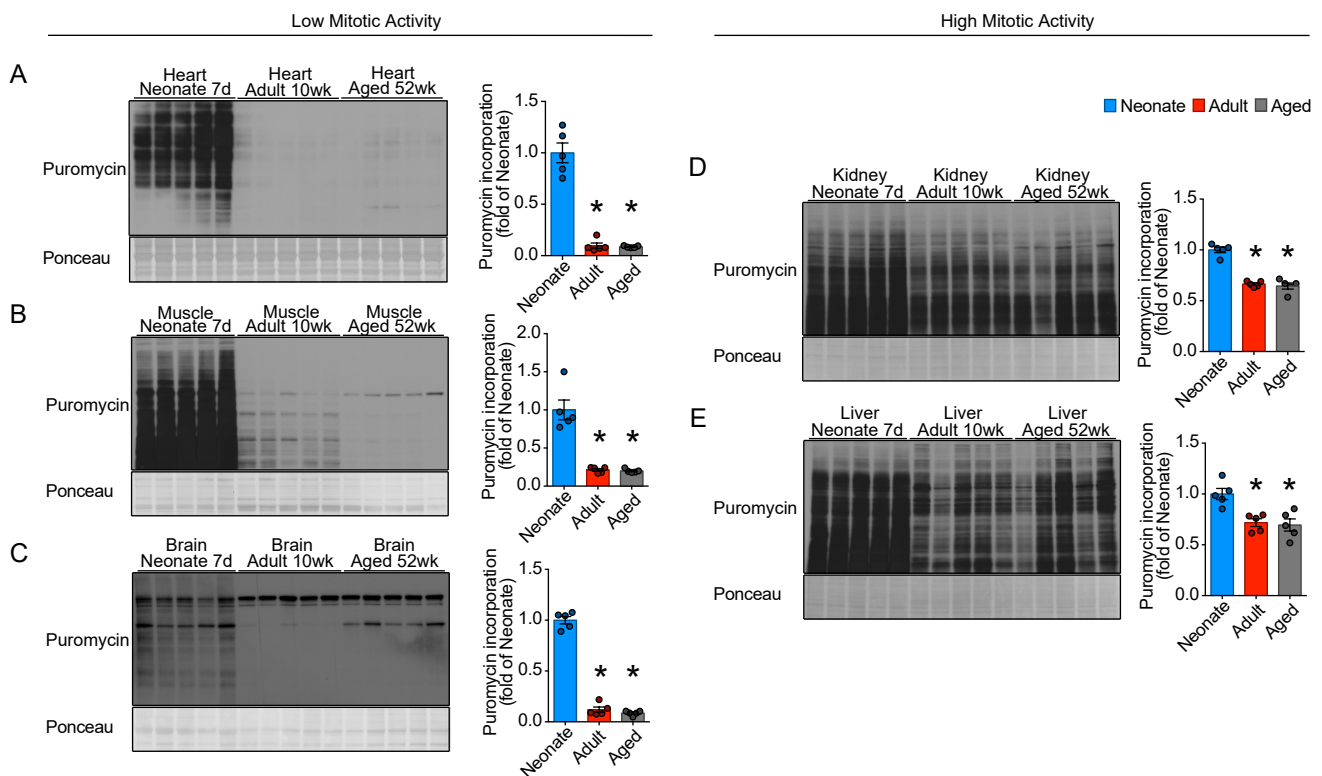 Low Mitotic Activity
High Mitotic Activity
A
Heart Heart Heart
Neonate 7d Adult 10wk Aged 52wk
Puromycin
Ponceau
Puromycin incorporation
(fold of Neonate)
1.5
1.0
0.5
0.0
* *
Neonate Adult Aged
B
Muscle Muscle Muscle
Neonate 7d Adult 10wk Aged 52wk
Puromycin
Ponceau
Puromycin incorporation
(fold of Neonate)
2.0
1.5
1.0
0.5
0.0
* *
Neonate Adult Aged
C
Brain Brain Brain
Neonate 7d Adult 10wk Aged 52wk
Puromycin
Ponceau
Puromycin incorporation
(fold of Neonate)
1.5
1.0
0.5
0.0
* *
Neonate Adult Aged
Neonate Adult Aged
D
Kidney Kidney Kidney
Neonate 7d Adult 10wk Aged 52wk
Puromycin
Ponceau
Puromycin incorporation
(fold of Neonate)
1.5
1.0
0.5
0.0
* *
Neonate Adult Aged
E
Liver Liver Liver
Neonate 7d Adult 10wk Aged 52wk
Puromycin
Ponceau
Puromycin incorporation
(fold of Neonate)
1.5
1.0
0.5
0.0
* *
Neonate Adult Aged